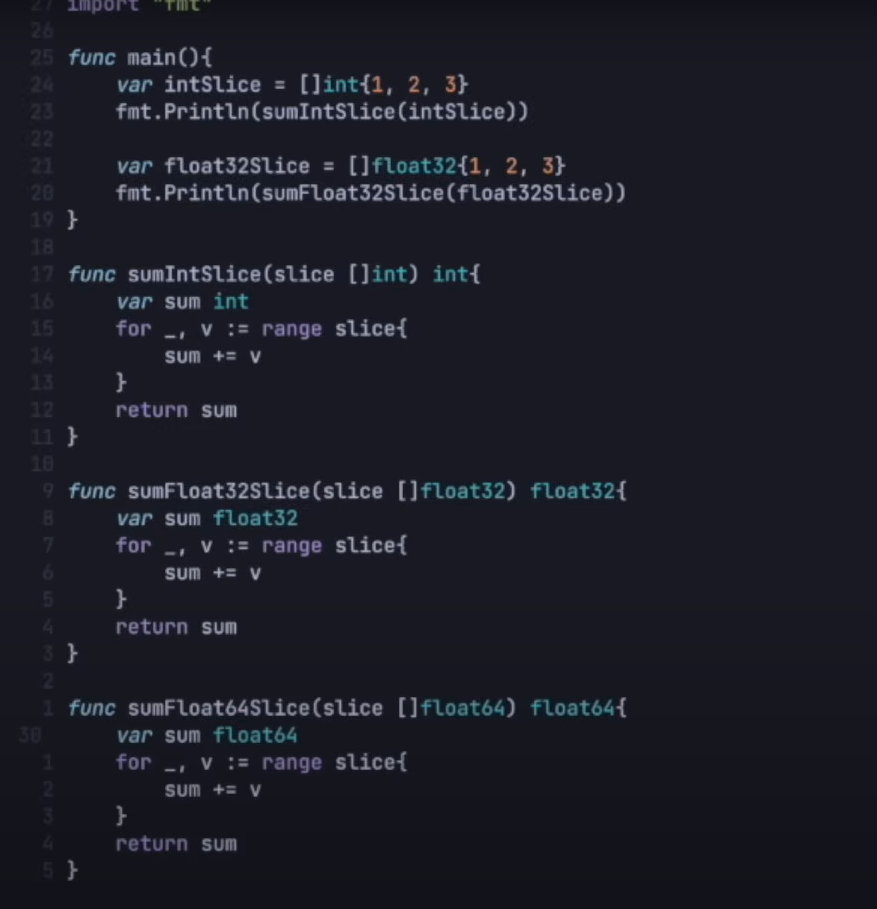 27 import "fmt"
26
25 func main(){
24     var intSlice = []int{1, 2, 3}
23     fmt.Println(sumIntSlice(intSlice))
22
21     var float32Slice = []float32{1, 2, 3}
20     fmt.Println(sumFloat32Slice(float32Slice))
19 }
18
17 func sumIntSlice(slice []int) int{
16     var sum int
15     for _, v := range slice{
14         sum += v
13     }
12     return sum
11 }
10
9 func sumFloat32Slice(slice []float32) float32{
8     var sum float32
7     for _, v := range slice{
6         sum += v
5     }
4     return sum
3 }
2
1 func sumFloat64Slice(slice []float64) float64{
30     var sum float64
1     for _, v := range slice{
2         sum += v
3     }
4     return sum
5 }